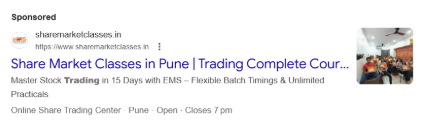 Sponsored
sharemarketclasses.in
https://www.sharemarketclasses.in
Share Market Classes in Pune | Trading Complete Cour...
Master Stock Trading in 15 Days with EMS – Flexible Batch Timings & Unlimited
Practicals
Online Share Trading Center · Pune · Open · Closes 7 pm